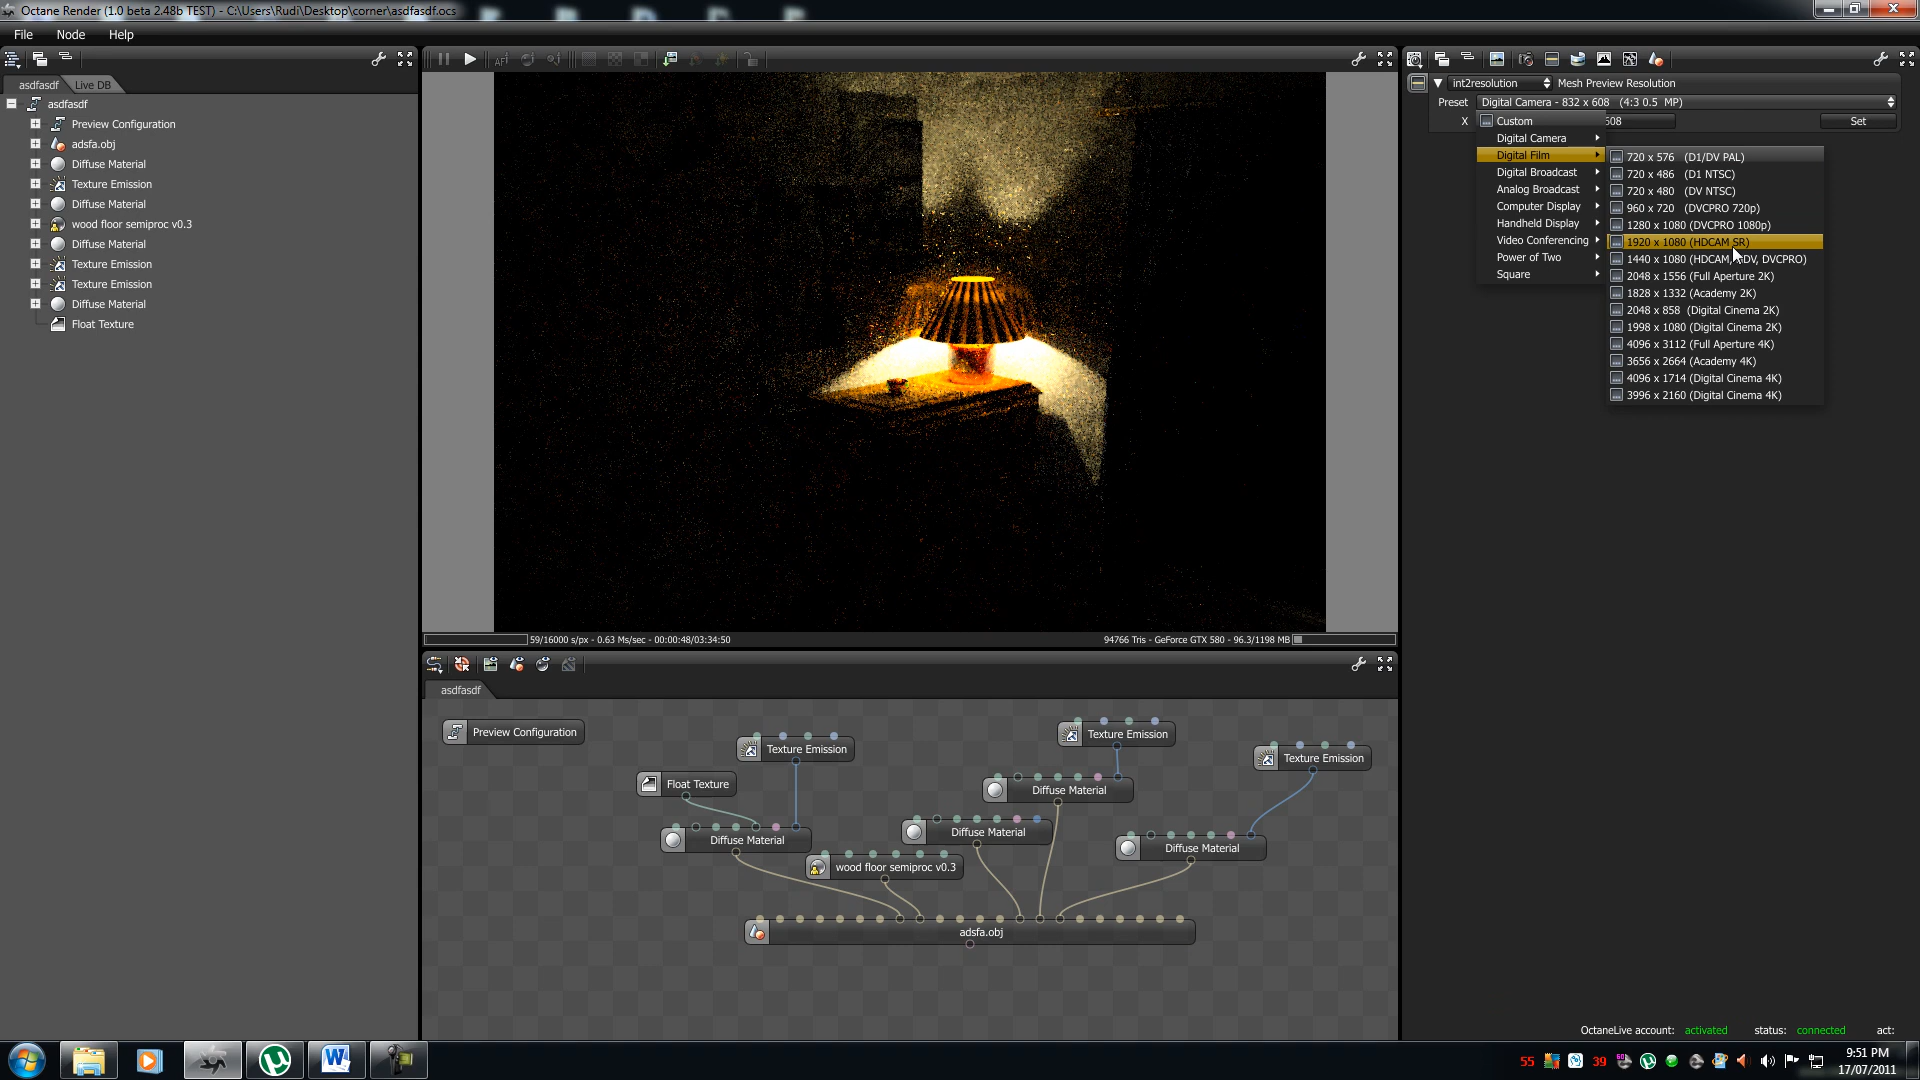 Octane Render (1.0 beta 2.48b TEST) - C:\Users\Rudi\Desktop\corner\asdfasdf.ocs
File Node Help
asdfasdf Live DB
asdfasdf
Preview Configuration
adsfa.obj
Diffuse Material
Texture Emission
Diffuse Material
wood floor semiproc v0.3
Diffuse Material
Texture Emission
Texture Emission
Diffuse Material
Float Texture
59/16000 s/px - 0.63 Ms/sec - 00:00:48/03:34:50
94766 Tris - GeForce GTX 580 - 96.3/1198 MB
int2resolution Mesh Preview Resolution
Preset Digital Camera - 832 x 608 (4:3 0.5 MP)
X 608 Set
Custom
Digital Camera
Digital Film
Digital Broadcast
Analog Broadcast
Computer Display
Handheld Display
Video Conferencing
Power of Two
Square
720 x 576 (D1/DV PAL)
720 x 486 (D1 NTSC)
720 x 480 (DV NTSC)
960 x 720 (DVCPRO 720p)
1280 x 1080 (DVCPRO 1080p)
1920 x 1080 (HDCAM SR)
1440 x 1080 (HDCAM, DV, DVCPRO)
2048 x 1556 (Full Aperture 2K)
1828 x 1332 (Academy 2K)
2048 x 858 (Digital Cinema 2K)
1998 x 1080 (Digital Cinema 2K)
4096 x 3112 (Full Aperture 4K)
3656 x 2664 (Academy 4K)
4096 x 1714 (Digital Cinema 4K)
3996 x 2160 (Digital Cinema 4K)
asdfasdf
Preview Configuration
Texture Emission
Texture Emission
Texture Emission
Float Texture
Diffuse Material
Diffuse Material
Diffuse Material
Diffuse Material
wood floor semiproc v0.3
adsfa.obj
OctaneLive account: activated status: connected act:
55 39
9:51 PM
17/07/2011